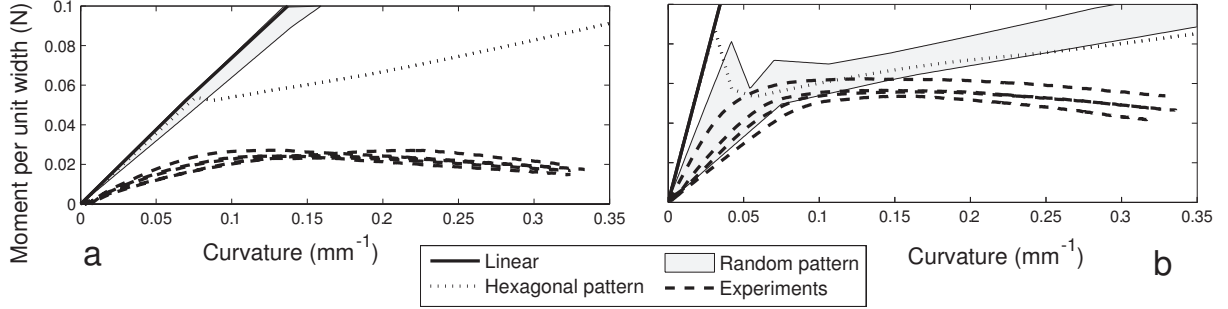 Moment per unit width (N)
0.1
0.08
0.06
0.04
0.02
0
0 0.05 0.1 0.15 0.2 0.25 0.3 0.35
0 0.05 0.1 0.15 0.2 0.25 0.3 0.35
a
Curvature (mm⁻¹)
Curvature (mm⁻¹)
b
Linear
Random pattern
Hexagonal pattern
Experiments